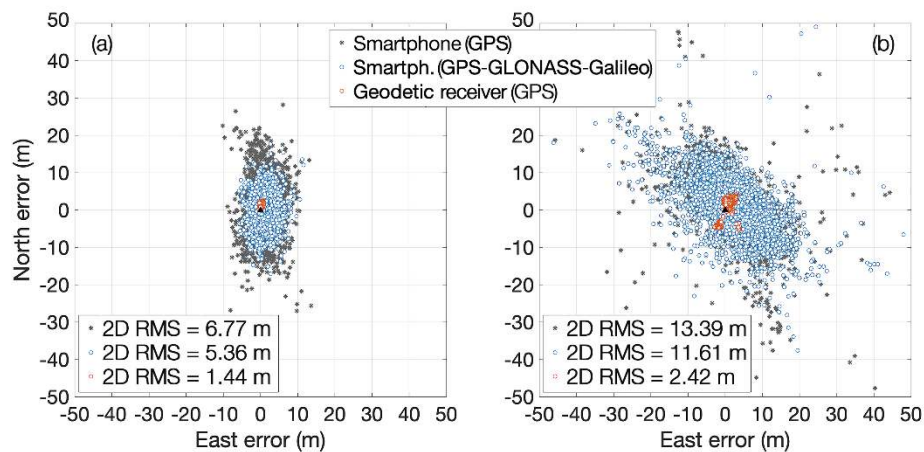 50
40
30
20
10
0
-10
-20
-30
-40
-50
North error (m)
(a)
2D RMS = 6.77 m
2D RMS = 5.36 m
2D RMS = 1.44 m
-50 -40 -30 -20 -10 0 10 20 30 40 50
East error (m)
Smartphone (GPS)
Smartph. (GPS-GLONASS-Galileo)
Geodetic receiver (GPS)
50
40
30
20
10
0
-10
-20
-30
-40
-50
(b)
2D RMS = 13.39 m
2D RMS = 11.61 m
2D RMS = 2.42 m
-50 -40 -30 -20 -10 0 10 20 30 40 50
East error (m)